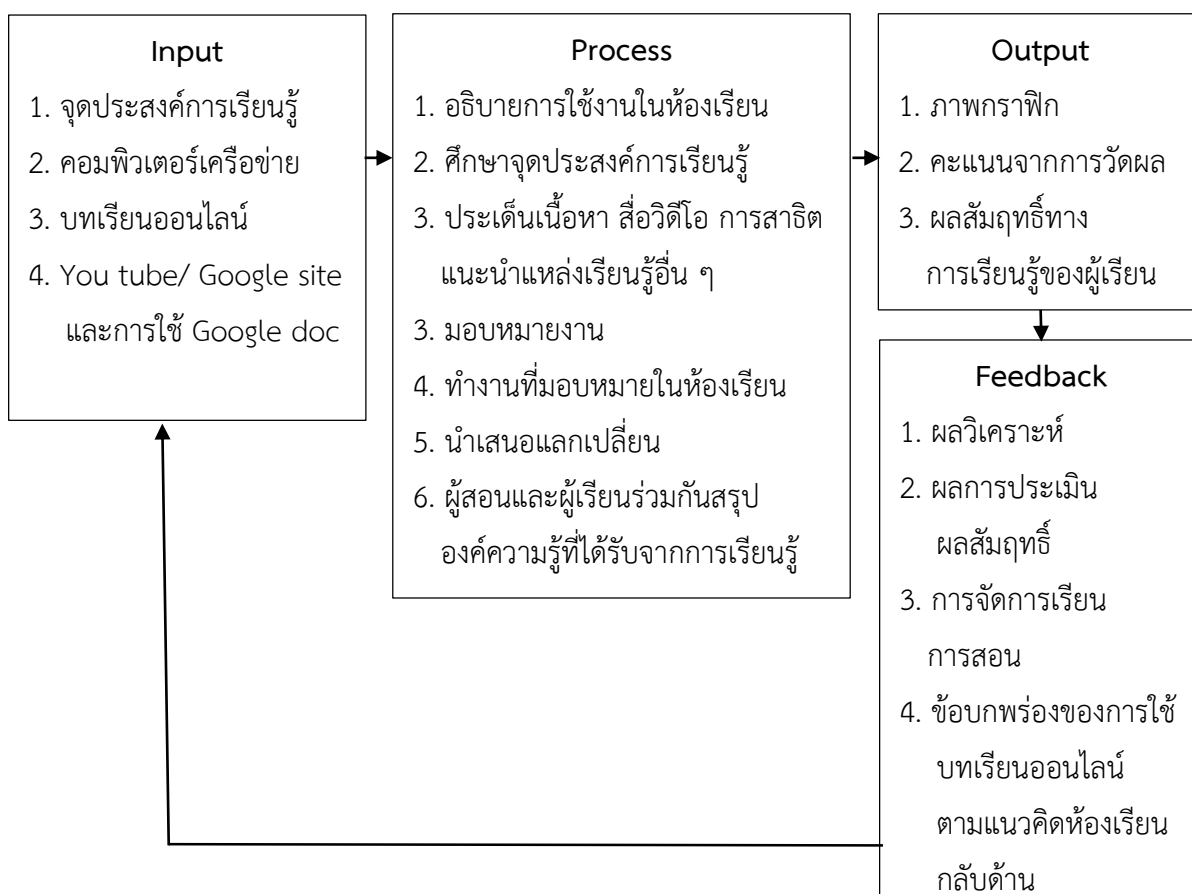 Input
1. จุดประสงค์การเรียนรู้
2. คอมพิวเตอร์เครือข่าย
3. บทเรียนออนไลน์
4. You tube/ Google site
และการใช้ Google doc
Process
1. อธิบายการใช้งานในห้องเรียน
2. ศึกษาจุดประสงค์การเรียนรู้
3. ประเด็นเนื้อหา สื่อวิดีโอ การสาธิต
แนะนำแหล่งเรียนรู้อื่น ๆ
3. มอบหมายงาน
4. ทำงานที่มอบหมายในห้องเรียน
5. นำเสนอแลกเปลี่ยน
6. ผู้สอนและผู้เรียนร่วมกันสรุป
องค์ความรู้ที่ได้รับจากการเรียนรู้
Output
1. ภาพกราฟิก
2. คะแนนจากการวัดผล
3. ผลสัมฤทธิ์ทาง
การเรียนรู้ของผู้เรียน
Feedback
1. ผลวิเคราะห์
2. ผลการประเมิน
ผลสัมฤทธิ์
3. การจัดการเรียน
การสอน
4. ข้อบกพร่องของการใช้
บทเรียนออนไลน์
ตามแนวคิดห้องเรียน
กลับด้าน